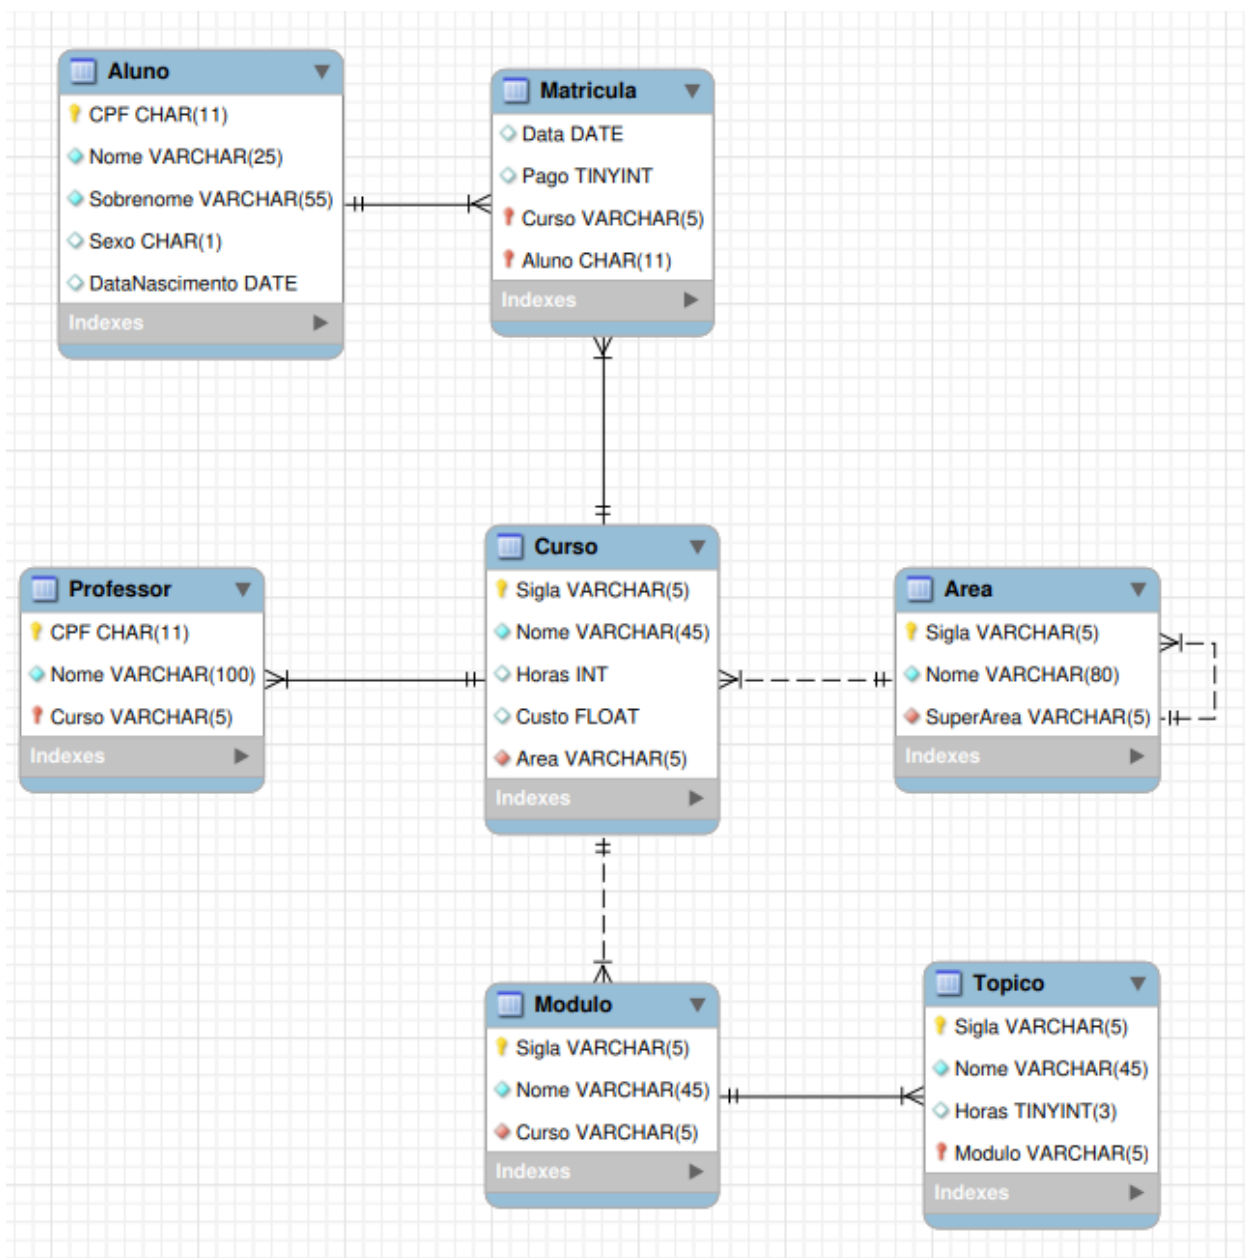 Aluno
CPF CHAR(11)
Nome VARCHAR(25)
Sobrenome VARCHAR(55)
Sexo CHAR(1)
DataNascimento DATE
Indexes
Matricula
Data DATE
Pago TINYINT
Curso VARCHAR(5)
Aluno CHAR(11)
Indexes
Professor
CPF CHAR(11)
Nome VARCHAR(100)
Curso VARCHAR(5)
Indexes
Curso
Sigla VARCHAR(5)
Nome VARCHAR(45)
Horas INT
Custo FLOAT
Area VARCHAR(5)
Indexes
Area
Sigla VARCHAR(5)
Nome VARCHAR(80)
SuperArea VARCHAR(5)
Indexes
Modulo
Sigla VARCHAR(5)
Nome VARCHAR(45)
Curso VARCHAR(5)
Indexes
Topico
Sigla VARCHAR(5)
Nome VARCHAR(45)
Horas TINYINT(3)
Modulo VARCHAR(5)
Indexes